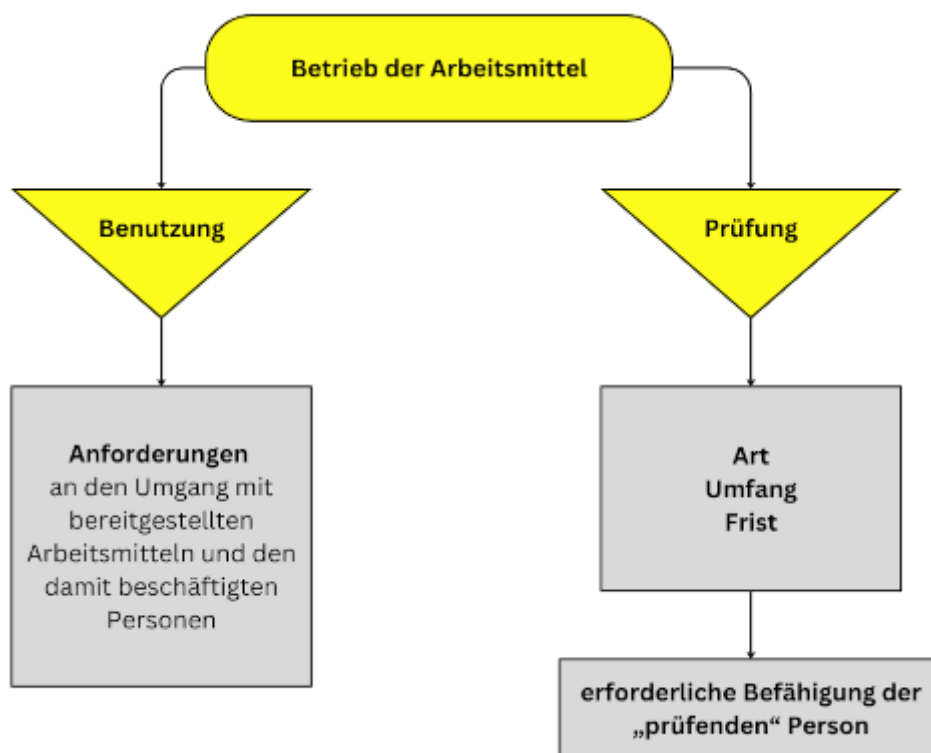 Betrieb der Arbeitsmittel
Benutzung
Prüfung
Anforderungen
an den Umgang mit
bereitgestellten
Arbeitsmitteln und den
damit beschäftigten
Personen
Art
Umfang
Frist
erforderliche Befähigung der
„prüfenden“ Person